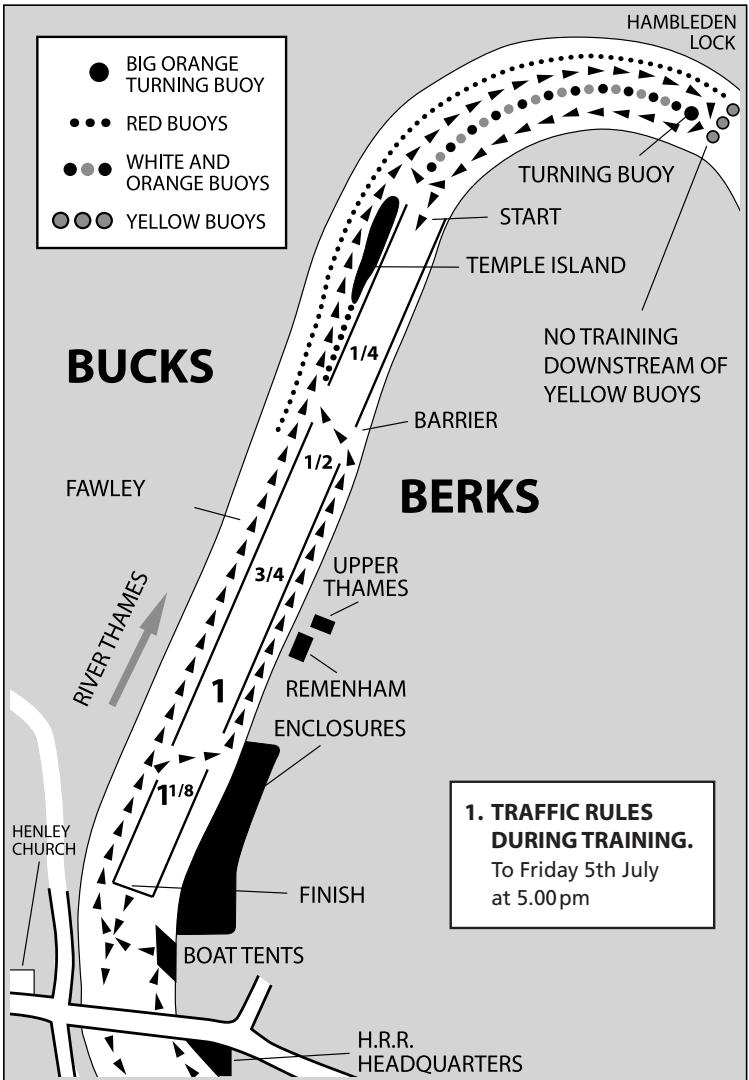 HAMBLEDEN
LOCK
BIG ORANGE
TURNING BUOY
RED BUOYS
WHITE AND
ORANGE BUOYS
YELLOW BUOYS
TURNING BUOY
START
TEMPLE ISLAND
NO TRAINING
DOWNSTREAM OF
YELLOW BUOYS
1/4
BUCKS
BARRIER
1/2
FAWLEY
BERKS
3/4
UPPER
THAMES
RIVER THAMES
REMENHAM
1
ENCLOSURES
1 1/8
1. TRAFFIC RULES
DURING TRAINING.
To Friday 5th July
at 5.00 pm
HENLEY
CHURCH
FINISH
BOAT TENTS
H.R.R.
HEADQUARTERS